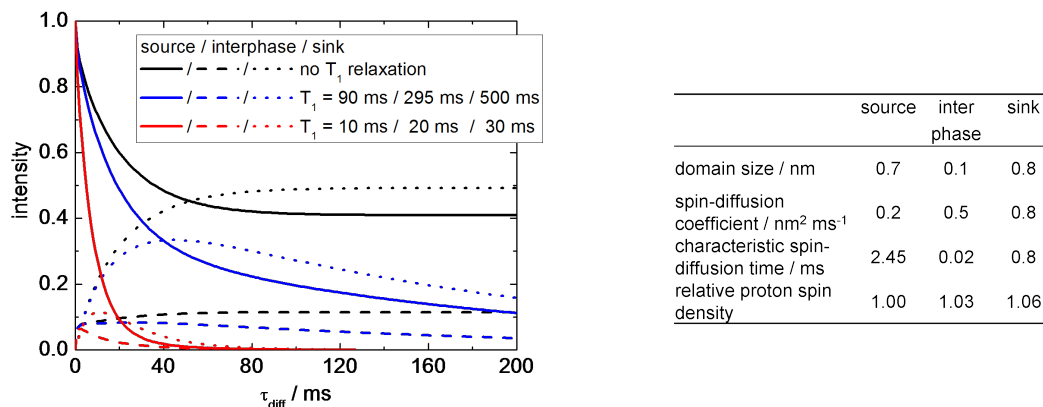 1.0
0.8
0.6
0.4
0.2
0.0
intensity
0 40 80 120 160 200
τdiff / ms
source / interphase / sink
/ / no T1 relaxation
/ / T1 = 90 ms / 295 ms / 500 ms
/ / T1 = 10 ms / 20 ms / 30 ms
source inter sink
phase
domain size / nm 0.7 0.1 0.8
spin-diffusion
coefficient / nm² ms⁻¹ 0.2 0.5 0.8
characteristic spin-
diffusion time / ms 2.45 0.02 0.8
relative proton spin
density 1.00 1.03 1.06